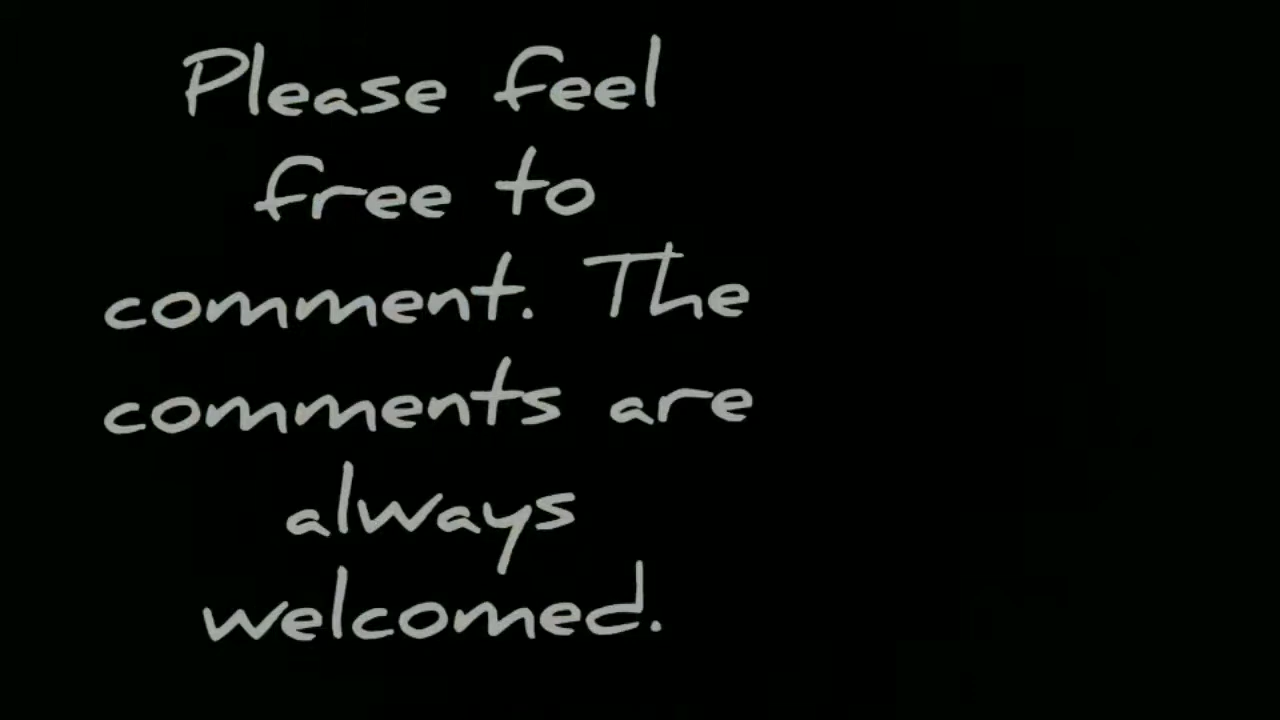 Please feel
free to
comment. The
comments are
always
welcomed.